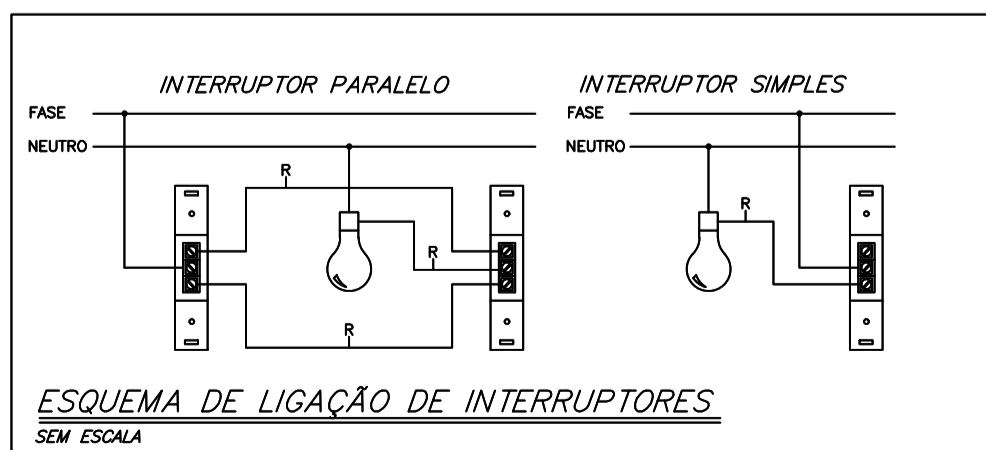 INTERRUPTOR PARALELO
INTERRUPTOR SIMPLES
FASE
FASE
NEUTRO
NEUTRO
R
R
R
R
ESQUEMA DE LIGAÇÃO DE INTERRUPTORES
SEM ESCALA